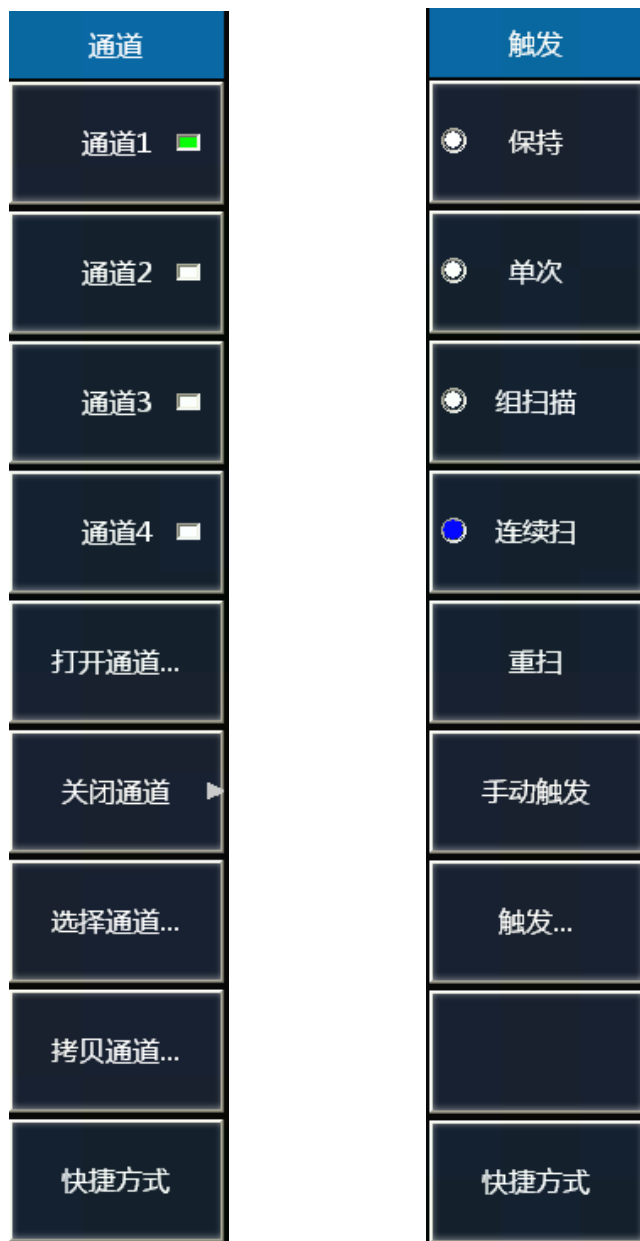 通道
通道1
通道2
通道3
通道4
打开通道...
关闭通道
选择通道...
拷贝通道...
快捷方式
触发
保持
单次
组扫描
连续扫
重扫
手动触发
触发...
快捷方式